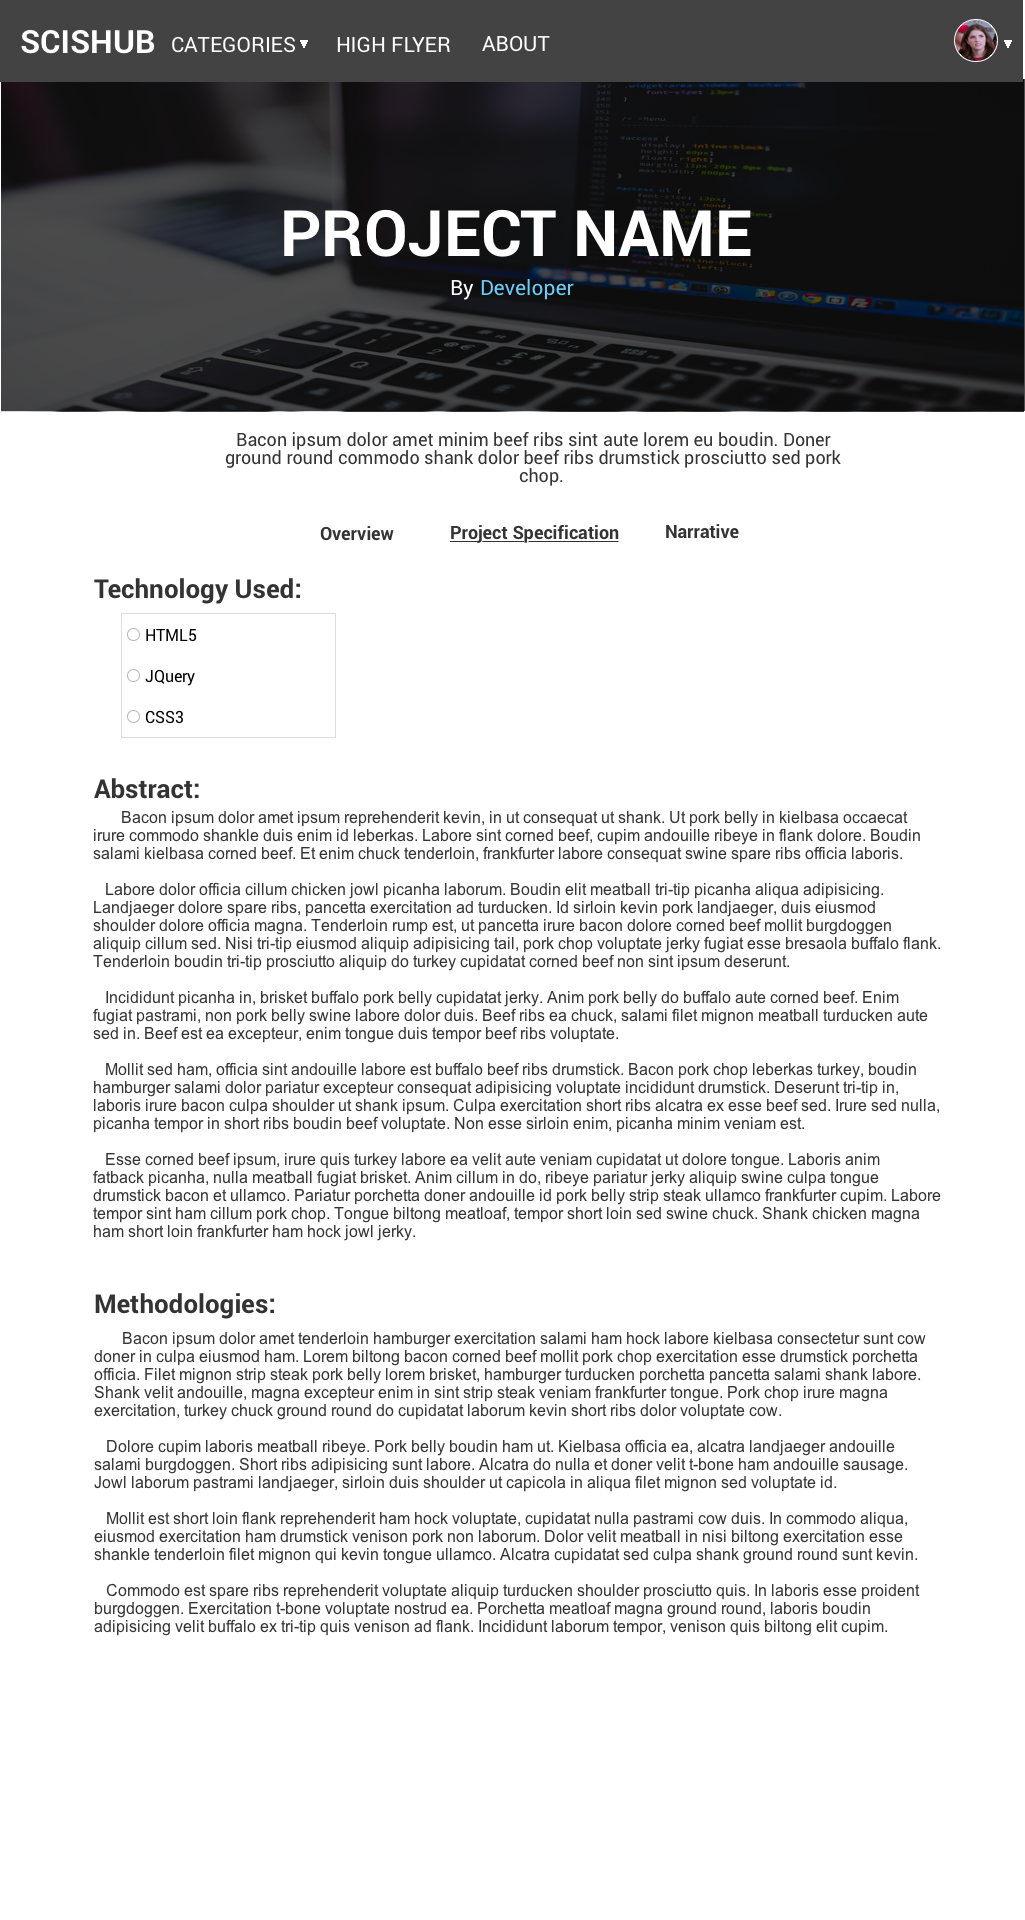 SCISHUB CATEGORIES HIGH FLYER ABOUT
PROJECT NAME
By Developer
Bacon ipsum dolor amet minim beef ribs sint aute lorem eu boudin. Doner
ground round commodo shank dolor beef ribs drumstick prosciutto sed pork
chop.
Overview Project Specification Narrative
Technology Used:
HTML5
JQuery
CSS3
Abstract:
Bacon ipsum dolor amet ipsum reprehenderit kevin, in ut consequat ut shank. Ut pork belly in kielbasa occaecat
irure commodo shankle duis enim id leberkas. Labore sint corned beef, cupim andouille ribeye in flank dolore. Boudin
salami kielbasa corned beef. Et enim chuck tenderloin, frankfurter labore consequat swine spare ribs officia laboris.
Labore dolor officia cillum chicken jowl picanha laborum. Boudin elit meatball tri-tip picanha aliqua adipisicing.
Landjaeger dolore spare ribs, pancetta exercitation ad turducken. Id sirloin kevin pork landjaeger, duis eiusmod
shoulder dolore officia magna. Tenderloin rump est, ut pancetta irure bacon dolore corned beef mollit burgdoggen
aliquip cillum sed. Nisi tri-tip eiusmod aliquip adipisicing tail, pork chop voluptate jerky fugiat esse bresaola buffalo flank.
Tenderloin boudin tri-tip prosciutto aliquip do turkey cupidatat corned beef non sint ipsum deserunt.
Incididunt picanha in, brisket buffalo pork belly cupidatat jerky. Anim pork belly do buffalo aute corned beef. Enim
fugiat pastrami, non pork belly swine labore dolor duis. Beef ribs ea chuck, salami filet mignon meatball turducken aute
sed in. Beef est ea excepteur, enim tongue duis tempor beef ribs voluptate.
Mollit sed ham, officia sint andouille labore est buffalo beef ribs drumstick. Bacon pork chop leberkas turkey, boudin
hamburger salami dolor pariatur excepteur consequat adipisicing voluptate incididunt drumstick. Deserunt tri-tip in,
laboris irure bacon culpa shoulder ut shank ipsum. Culpa exercitation short ribs alcatra ex esse beef sed. Irure sed nulla,
picanha tempor in short ribs boudin beef voluptate. Non esse sirloin enim, picanha minim veniam est.
Esse corned beef ipsum, irure quis turkey labore ea velit aute veniam cupidatat ut dolore tongue. Laboris anim
fatback picanha, nulla meatball fugiat brisket. Anim cillum in do, ribeye pariatur jerky aliquip swine culpa tongue
drumstick bacon et ullamco. Pariatur porchetta doner andouille id pork belly strip steak ullamco frankfurter cupim. Labore
tempor sint ham cillum pork chop. Tongue biltong meatloaf, tempor short loin sed swine chuck. Shank chicken magna
ham short loin frankfurter ham hock jowl jerky.
Methodologies:
Bacon ipsum dolor amet tenderloin hamburger exercitation salami ham hock labore kielbasa consectetur sunt cow
doner in culpa eiusmod ham. Lorem biltong bacon corned beef mollit pork chop exercitation esse drumstick porchetta
officia. Filet mignon strip steak pork belly lorem brisket, hamburger turducken porchetta pancetta salami shank labore.
Shank velit andouille, magna excepteur enim in sint strip steak veniam frankfurter tongue. Pork chop irure magna
exercitation, turkey chuck ground round do cupidatat laborum kevin short ribs dolor voluptate cow.
Dolore cupim laboris meatball ribeye. Pork belly boudin ham ut. Kielbasa officia ea, alcatra landjaeger andouille
salami burgdoggen. Short ribs adipisicing sunt labore. Alcatra do nulla et doner velit t-bone ham andouille sausage.
Jowl laborum pastrami landjaeger, sirloin duis shoulder ut capicola in aliqua filet mignon sed voluptate id.
Mollit est short loin flank reprehenderit ham hock voluptate, cupidatat nulla pastrami cow duis. In commodo aliqua,
eiusmod exercitation ham drumstick venison pork non laborum. Dolor velit meatball in nisi biltong exercitation esse
shankle tenderloin filet mignon qui kevin tongue ullamco. Alcatra cupidatat sed culpa shank ground round sunt kevin.
Commodo est spare ribs reprehenderit voluptate aliquip turducken shoulder prosciutto quis. In laboris esse proident
burgdoggen. Exercitation t-bone voluptate nostrud ea. Porchetta meatloaf magna ground round, laboris boudin
adipisicing velit buffalo ex tri-tip quis venison ad flank. Incididunt laborum tempor, venison quis biltong elit cupim.